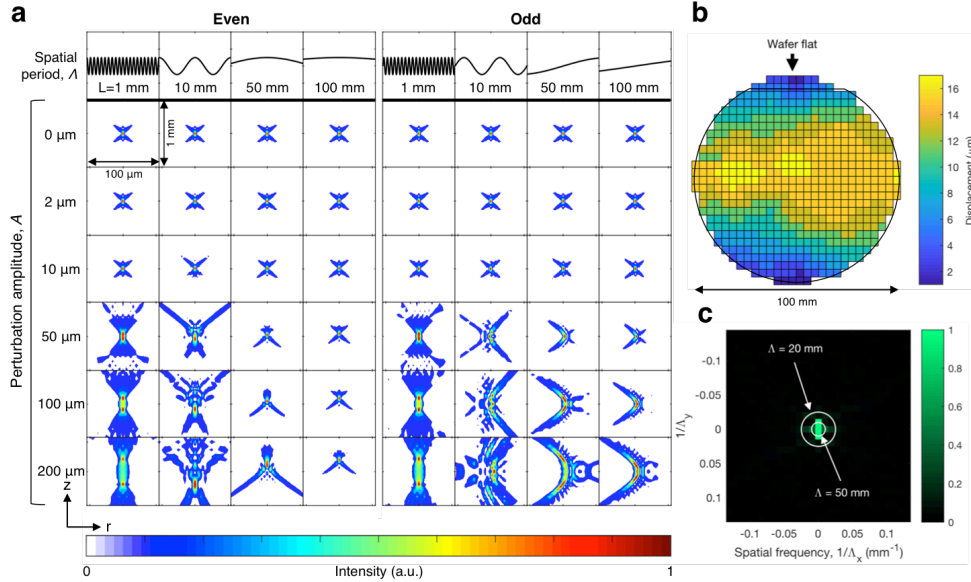 a
Even
Odd
Spatial
period, Λ
L=1 mm
10 mm
50 mm
100 mm
1 mm
10 mm
50 mm
100 mm
Perturbation amplitude, A
0 µm
1 mm
100 µm
2 µm
10 µm
50 µm
100 µm
200 µm
z
r
0
Intensity (a.u.)
1
b
Wafer flat
16
14
12
10
8
6
4
2
Displacement (µm)
100 mm
c
Λ = 20 mm
Λ = 50 mm
-0.1
-0.05
0
0.05
0.1
1/Λy
-0.1
-0.05
0
0.05
0.1
Spatial frequency, 1/Λx (mm⁻¹)
1
0.8
0.6
0.4
0.2
0